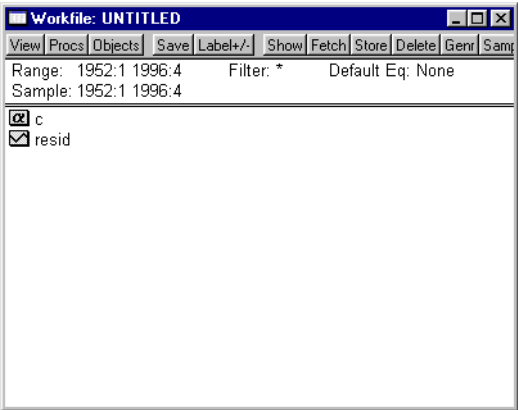 Workfile: UNTITLED
View Procs Objects Save Label+/- Show Fetch Store Delete Genr Samp
Range: 1952:1 1996:4 Filter: * Default Eq: None
Sample: 1952:1 1996:4
α c
resid